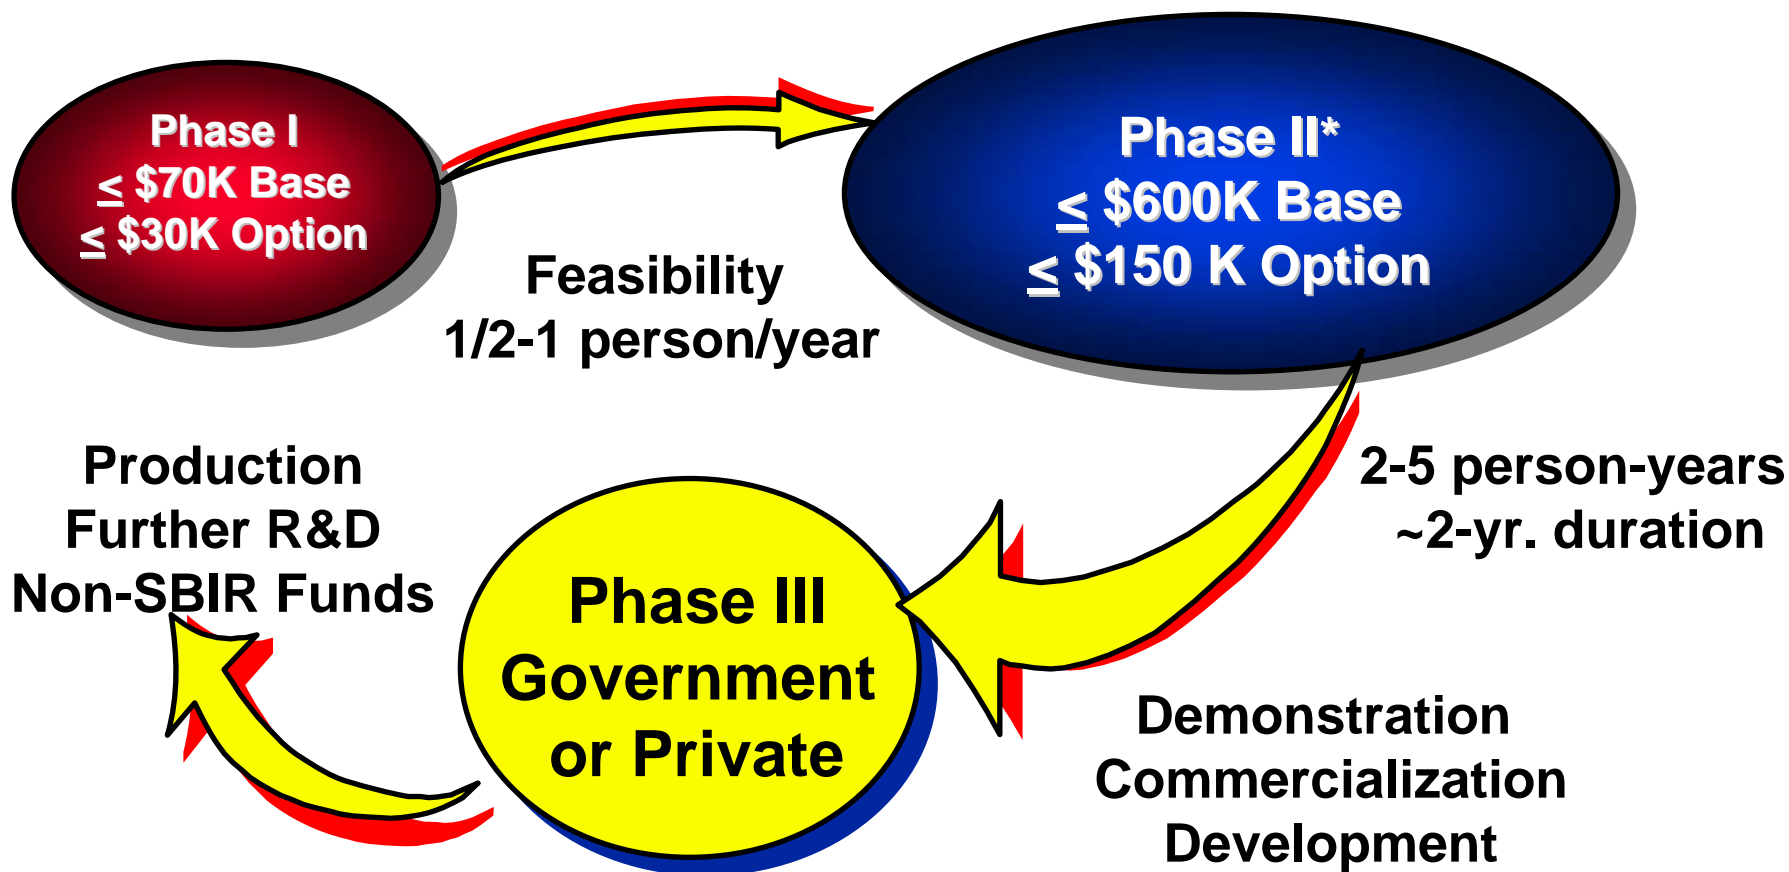 Phase I
≤ $70K Base
≤ $30K Option
Feasibility
1/2-1 person/year
Phase II*
≤ $600K Base
≤ $150 K Option
2-5 person-years
~2-yr. duration
Demonstration
Commercialization
Development
Phase III
Government
or Private
Production
Further R&D
Non-SBIR Funds